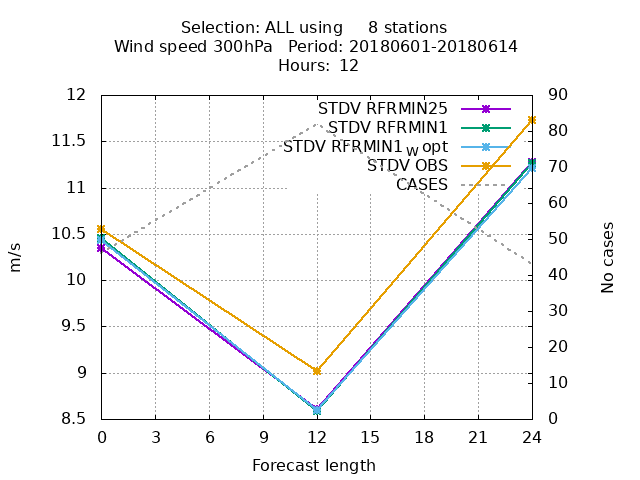 Selection: ALL using     8 stations
Wind speed 300hPa   Period: 20180601-20180614
Hours:  12
STDV RFRMIN25
STDV RFRMIN1
STDV RFRMIN1_W opt
STDV OBS
CASES
12
11.5
11
10.5
10
9.5
9
8.5
m/s
90
80
70
60
50
40
30
20
10
0
No cases
0 3 6 9 12 15 18 21 24
Forecast length